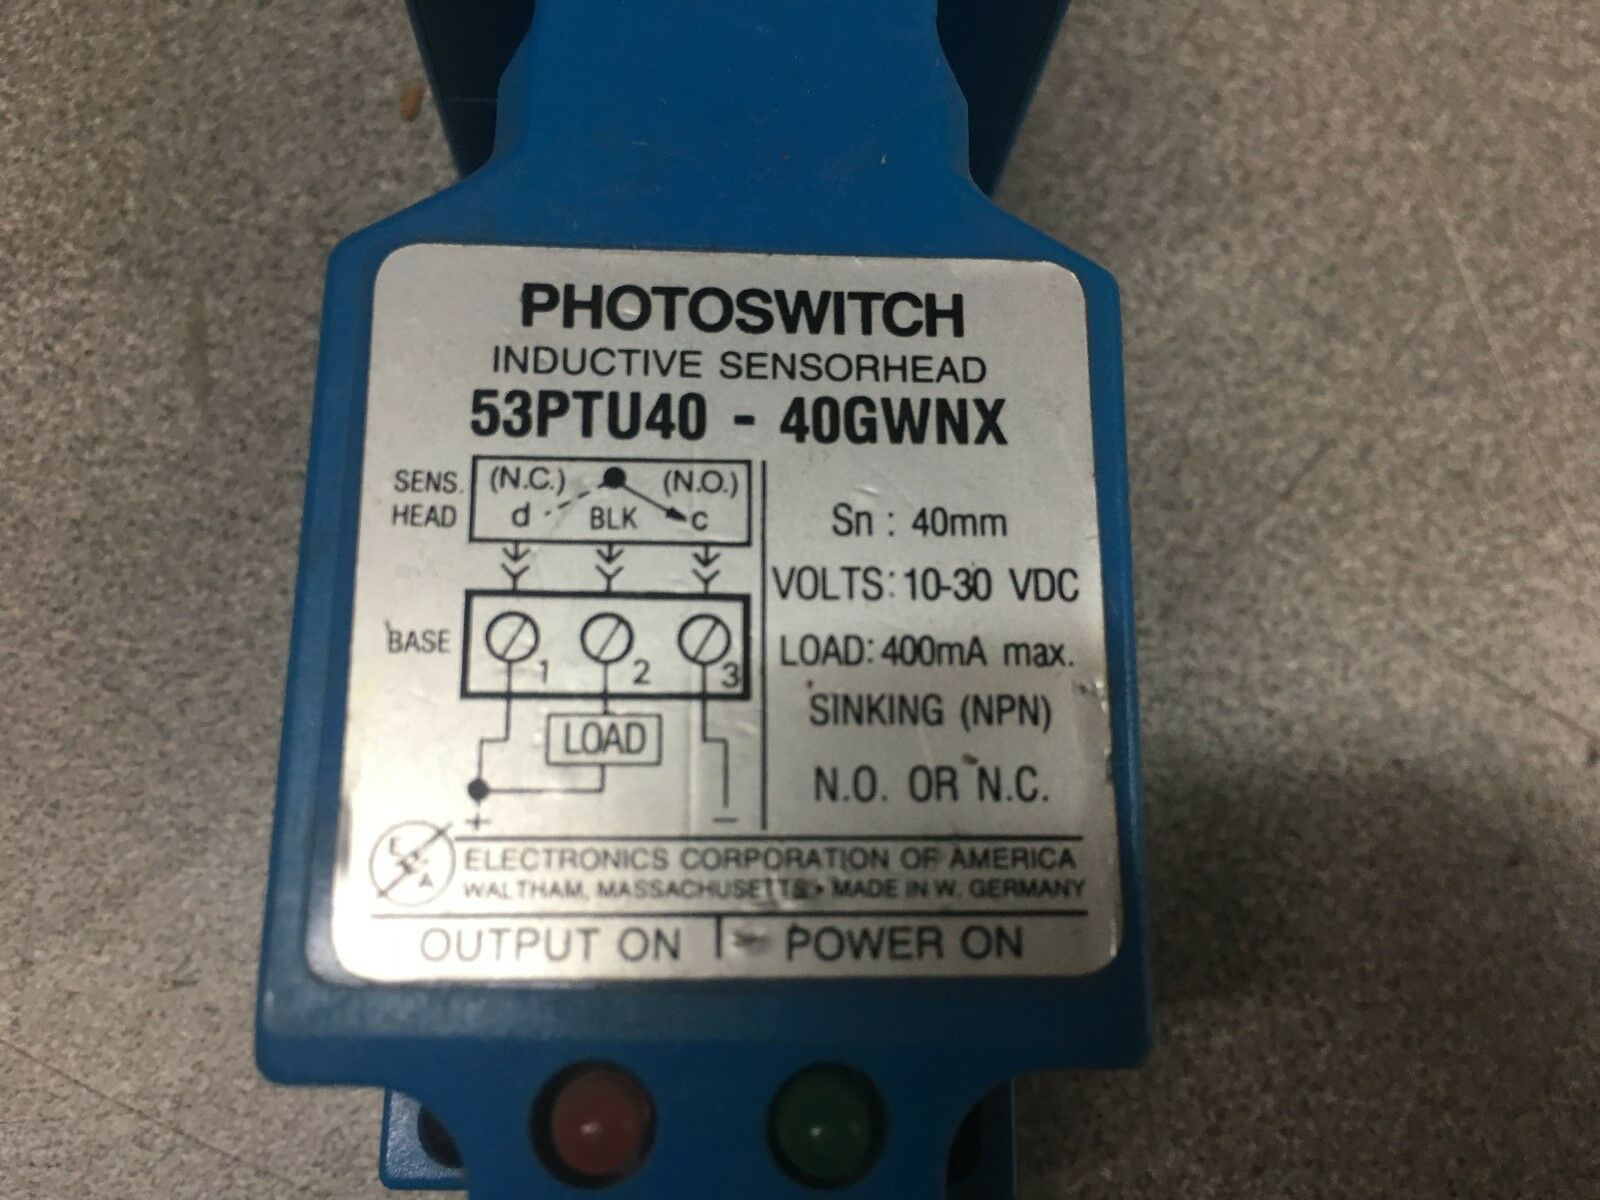 PHOTOSWITCH
INDUCTIVE SENSORHEAD
53PTU40 - 40GWNX
SENS. HEAD
(N.C.) (N.O.)
d BLK c
BASE
1 2 3
LOAD
+ −
Sn : 40mm
VOLTS: 10-30 VDC
LOAD: 400mA max.
SINKING (NPN)
N.O. OR N.C.
E C A
ELECTRONICS CORPORATION OF AMERICA
WALTHAM, MASSACHUSETTS • MADE IN W. GERMANY
OUTPUT ON | POWER ON